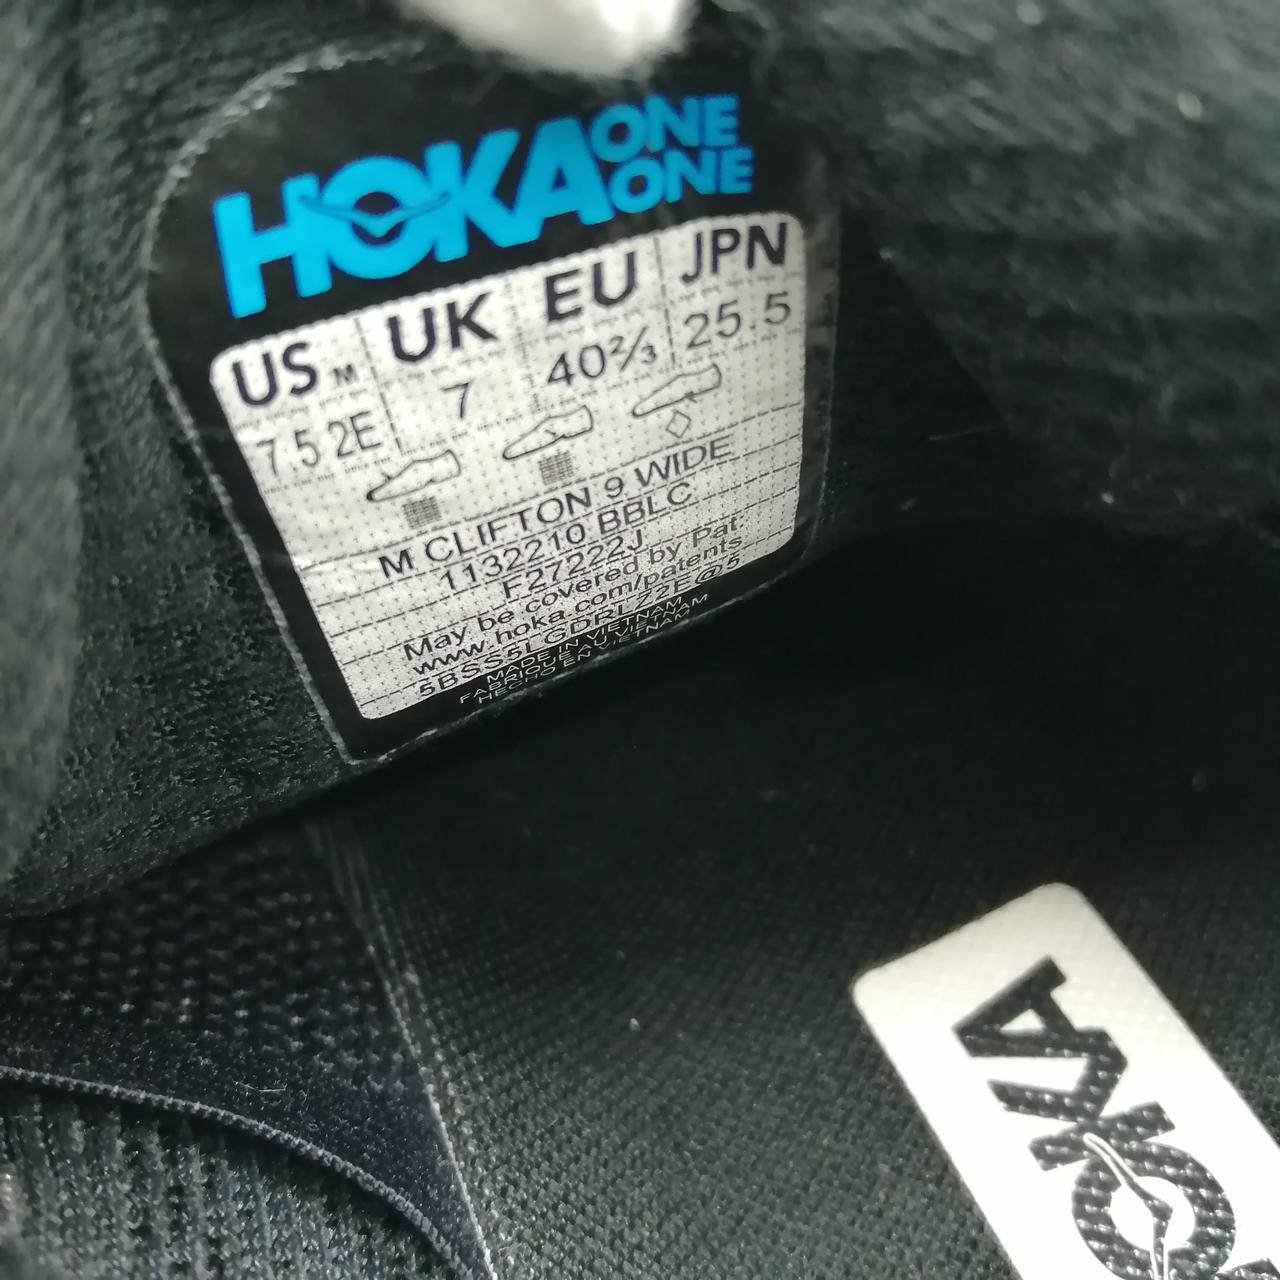 HOKA ONE ONE
US M UK EU JPN
7.5 2E 7 40⅔ 25.5
M CLIFTON 9 WIDE
1132210 BBLC
F27222J
May be covered by Pat:
www.hoka.com/patents
5BSS5LGDRLZ2E@5
MADE IN VIETNAM
FABRIQUE AU VIETNAM
HECHO EN VIETNAM
HOKA